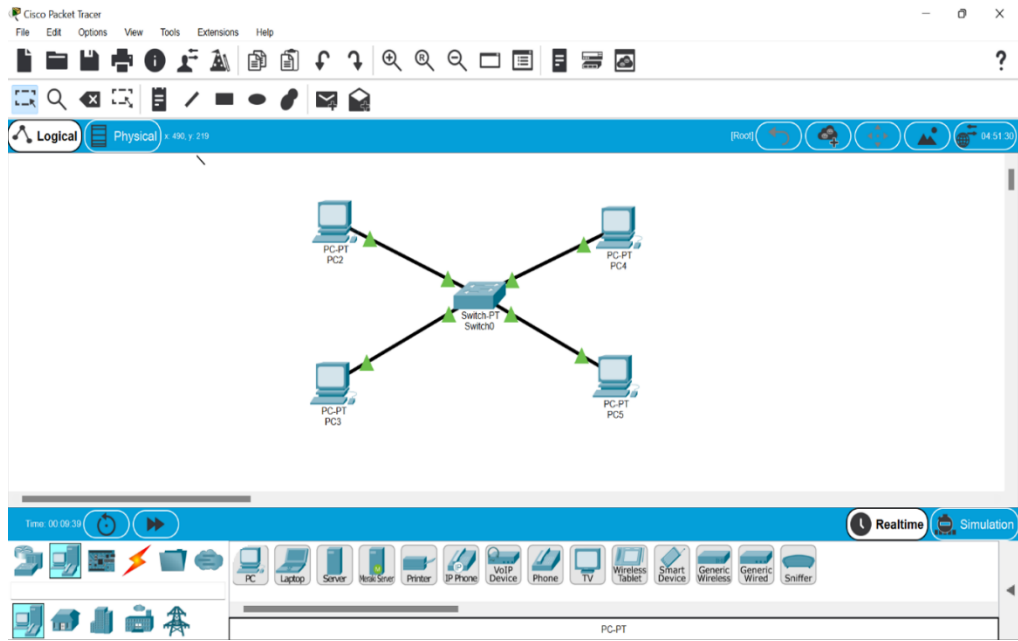 Cisco Packet Tracer
File Edit Options View Tools Extensions Help
?
Logical Physical x: 490, y: 219 [Root] 04:51:30
PC-PT
PC2
PC-PT
PC4
Switch-PT
Switch0
PC-PT
PC3
PC-PT
PC5
Time: 00:09:39 Realtime Simulation
PC Laptop Server Meraki Server Printer IP Phone VoIP Device Phone TV Wireless Tablet Smart Device Generic Wireless Generic Wired Sniffer
PC-PT